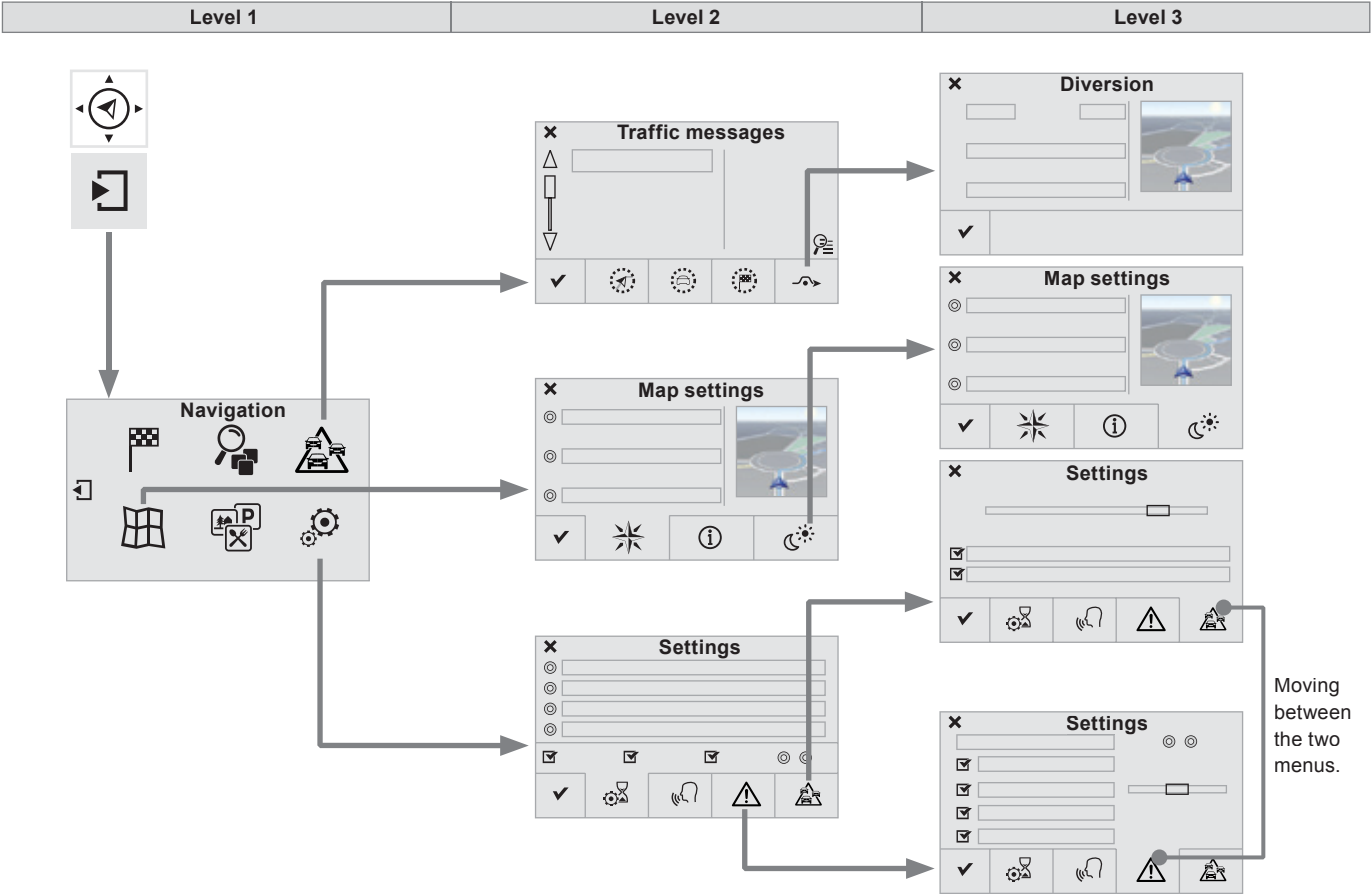 Level 1
Level 2
Level 3
Navigation
Traffic messages
Map settings
Settings
Diversion
Map settings
Settings
Settings
Moving
between
the two
menus.
P